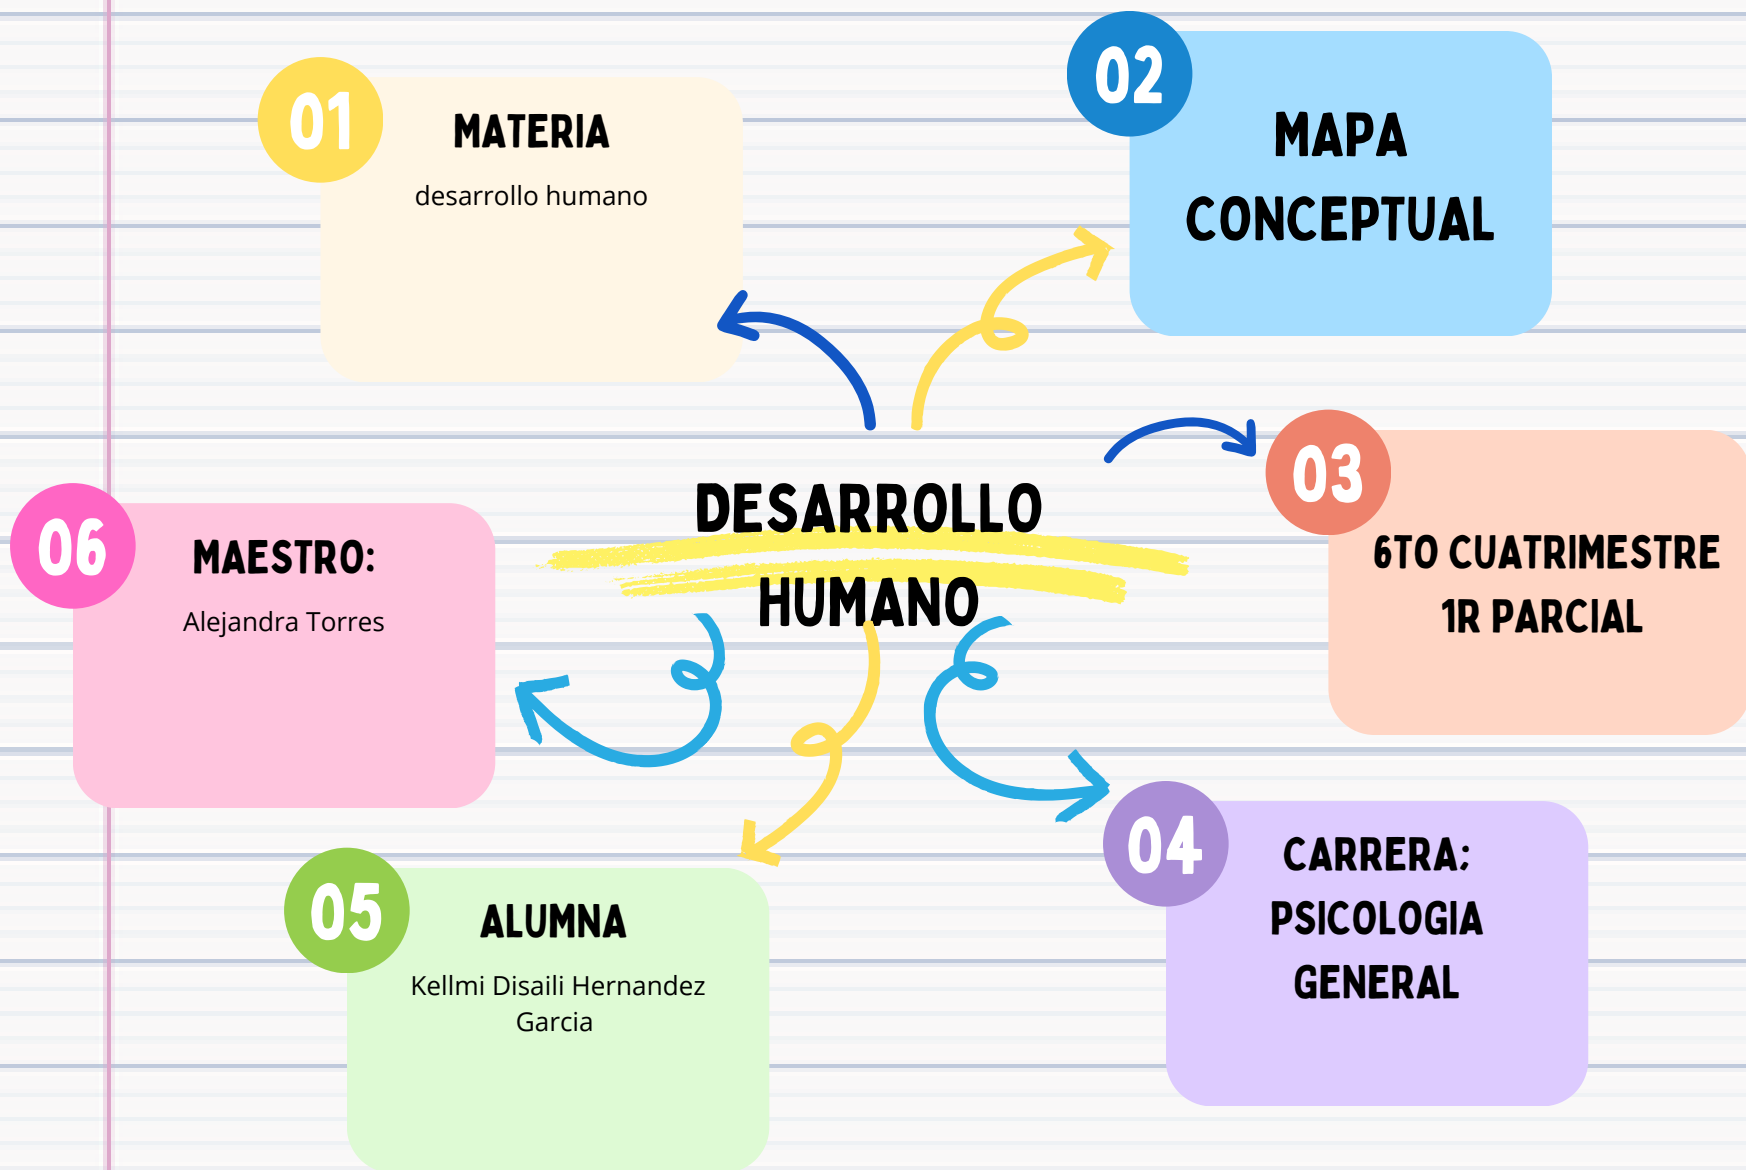 01
MATERIA
desarrollo humano
02
MAPA
CONCEPTUAL
03
6TO CUATRIMESTRE
1R PARCIAL
DESARROLLO
HUMANO
06
MAESTRO:
Alejandra Torres
04
CARRERA;
PSICOLOGIA
GENERAL
05
ALUMNA
Kellmi Disaili Hernandez
Garcia